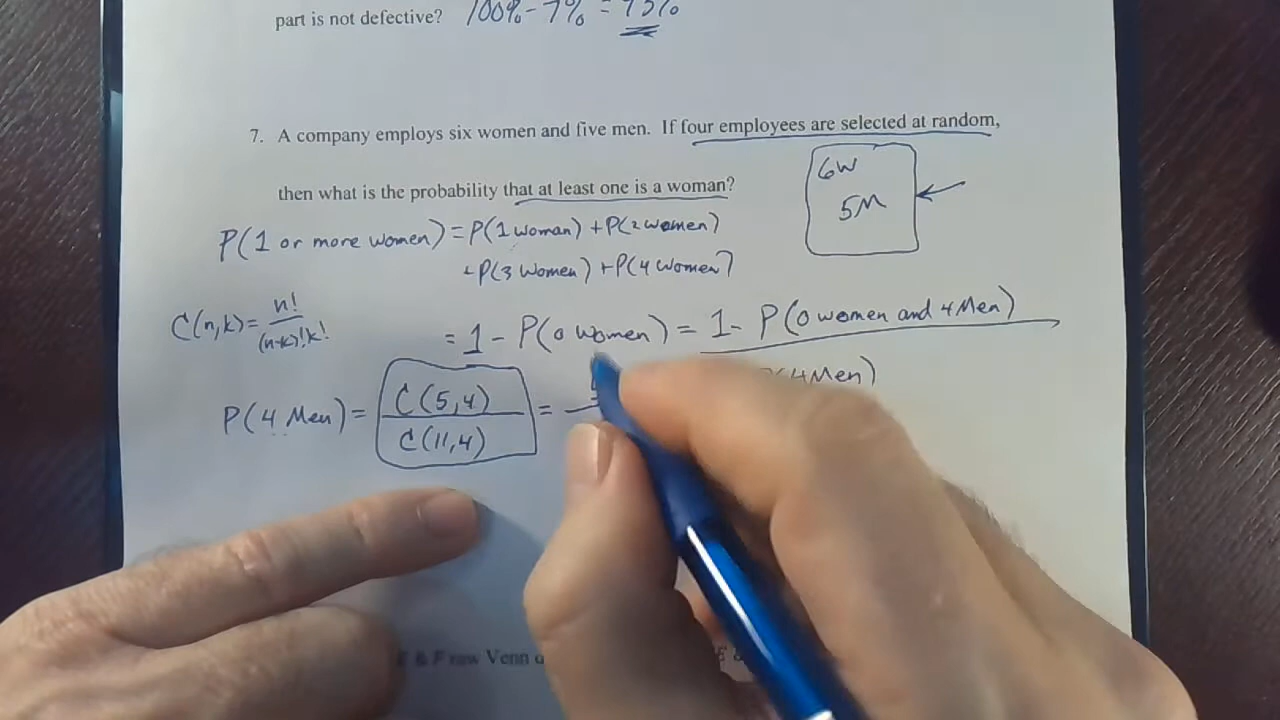 part is not defective? 100% - 7% = 93%
7. A company employs six women and five men. If four employees are selected at random,
then what is the probability that at least one is a woman?
6W
5M
P(1 or more women) = P(1 woman) + P(2 women)
+ P(3 women) + P(4 women)
C(n,k) = n! / (n-k)!k!
= 1 - P(0 women) = 1 - P(0 women and 4 Men)
(4 Men)
P(4 Men) = C(5,4) / C(11,4) =
E & F Venn